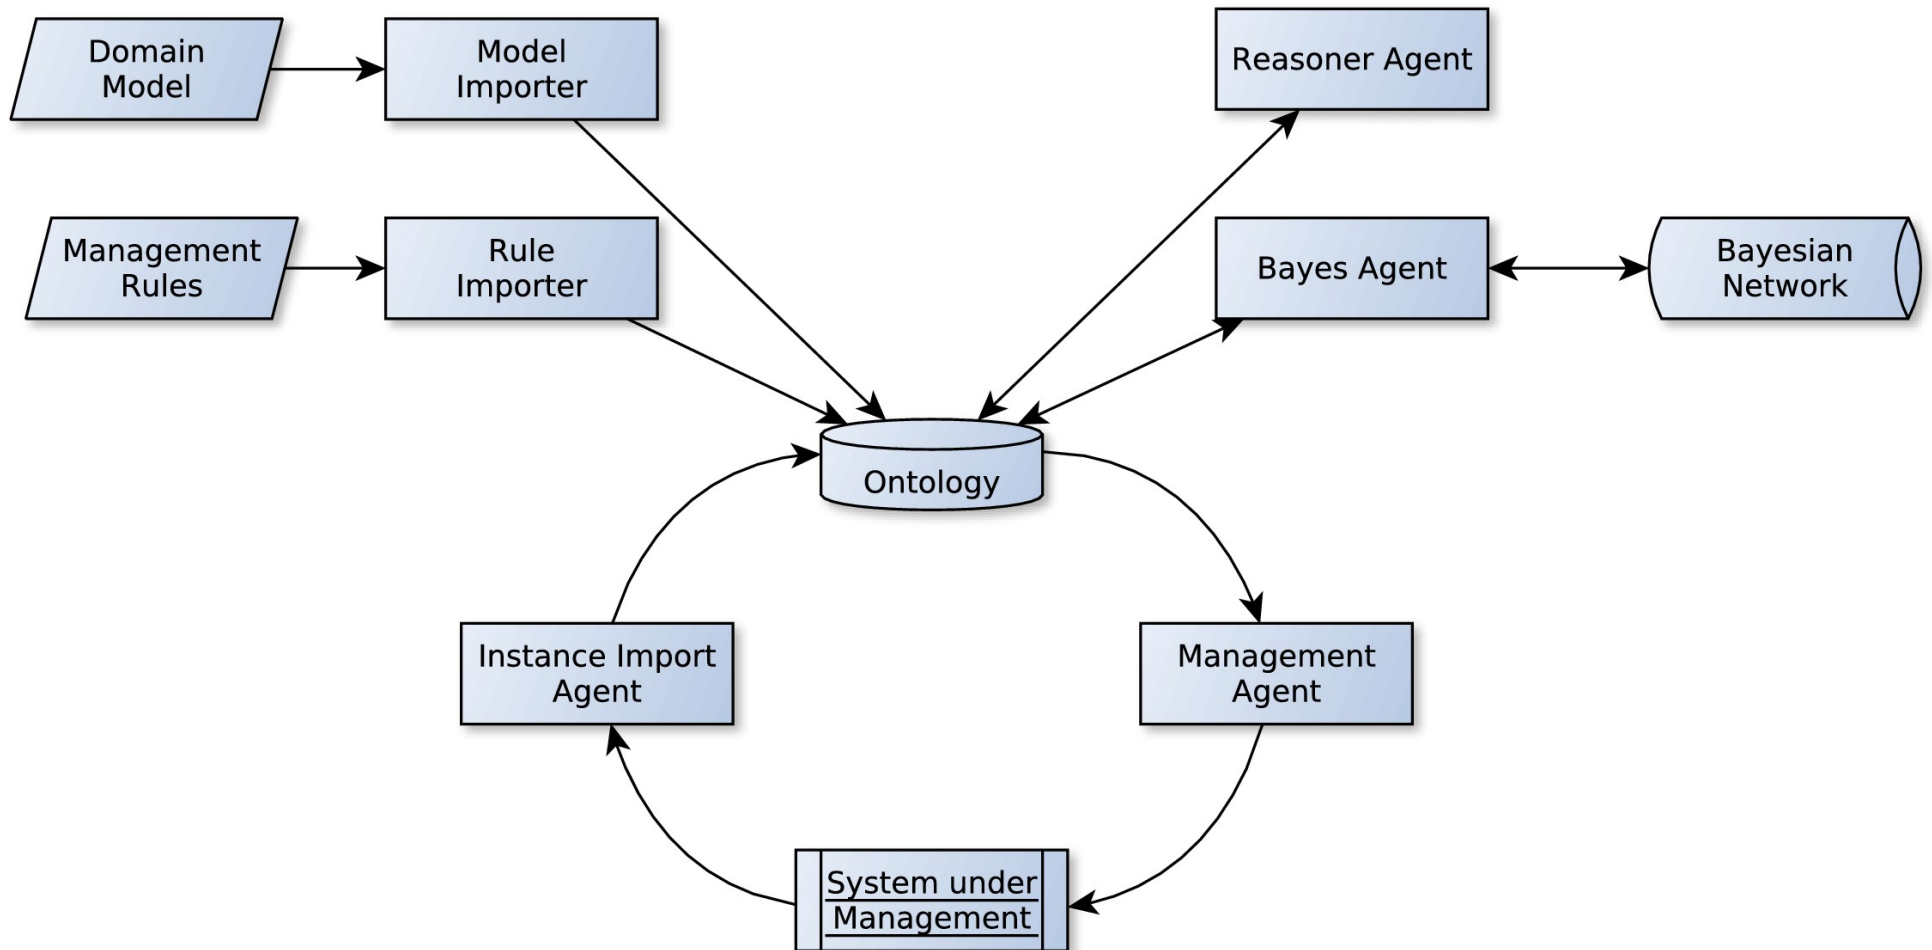 Domain
Model
Model
Importer
Reasoner Agent
Management
Rules
Rule
Importer
Bayes Agent
Bayesian
Network
Ontology
Instance Import
Agent
Management
Agent
System under
Management